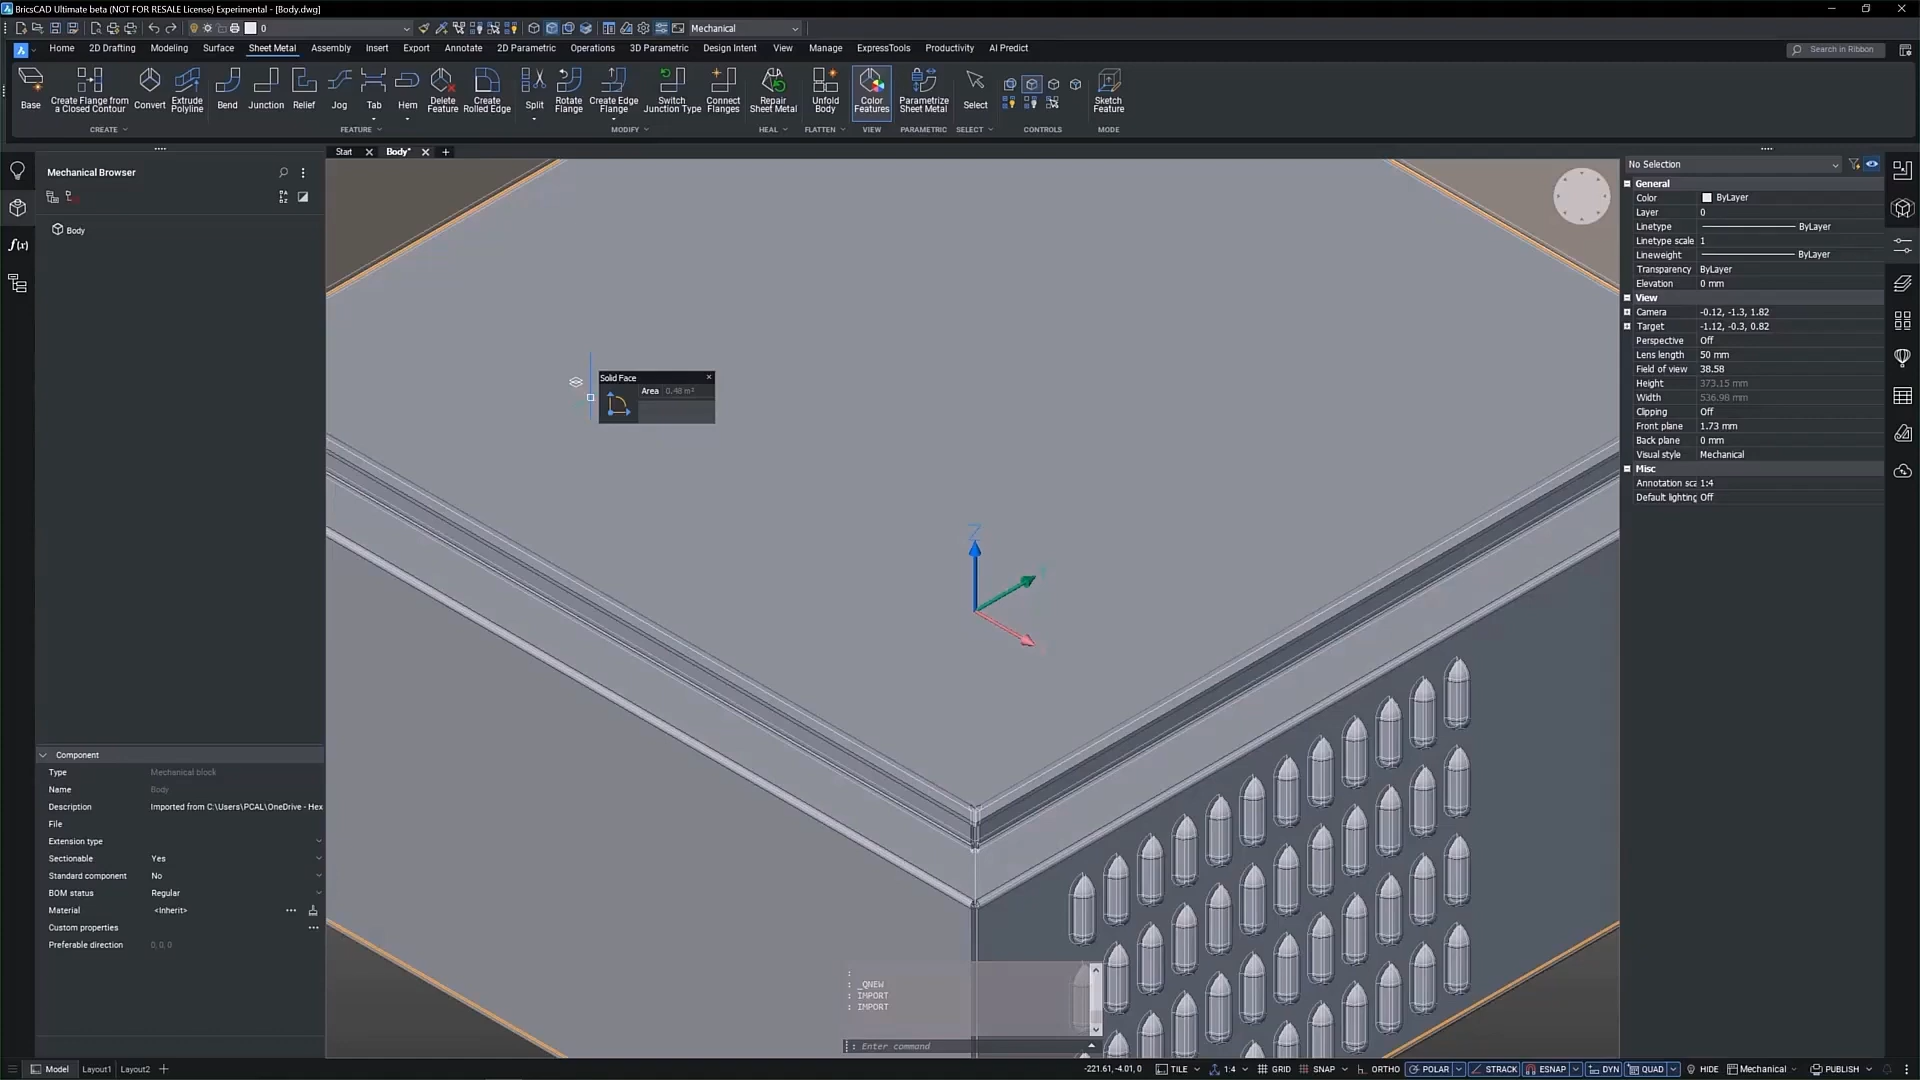 BricsCAD Ultimate beta (NOT FOR RESALE License) Experimental - [Body.dwg]
0
Mechanical
Home 2D Drafting Modeling Surface Sheet Metal Assembly Insert Export Annotate 2D Parametric Operations 3D Parametric Design Intent View Manage ExpressTools Productivity AI Predict
Search in Ribbon
Base
Create Flange from a Closed Contour
Convert
Extrude Polyline
Bend
Junction
Relief
Jog
Tab
Hem
Delete Feature
Create Rolled Edge
Split
Rotate Flange
Create Edge Flange
Switch Junction Type
Connect Flanges
Repair Sheet Metal
Unfold Body
Color Features
Parametrize Sheet Metal
Select
Sketch Feature
CREATE FEATURE MODIFY HEAL FLATTEN VIEW PARAMETRIC SELECT CONTROLS MODE
Start Body*
Mechanical Browser
Body
f(x)
Component
Type Mechanical block
Name Body
Description Imported from C:\Users\PCAL\OneDrive - Hex
File
Extension type
Sectionable Yes
Standard component No
BOM status Regular
Material <Inherit>
Custom properties
Preferable direction 0, 0, 0
Solid Face
Area 0.48 m²
Z
: 
: _QNEW
: IMPORT
: IMPORT
: Enter command
No Selection
General
Color ByLayer
Layer 0
Linetype ByLayer
Linetype scale 1
Lineweight ByLayer
Transparency ByLayer
Elevation 0 mm
View
Camera -0.12, -1.3, 1.82
Target -1.12, -0.3, 0.82
Perspective Off
Lens length 50 mm
Field of view 38.58
Height 373.15 mm
Width 536.98 mm
Clipping Off
Front plane 1.73 mm
Back plane 0 mm
Visual style Mechanical
Misc
Annotation sca 1:4
Default lighting Off
Model Layout1 Layout2
-221.61, -4.01, 0 TILE 1:4 GRID SNAP ORTHO POLAR STRACK ESNAP DYN QUAD HIDE Mechanical PUBLISH